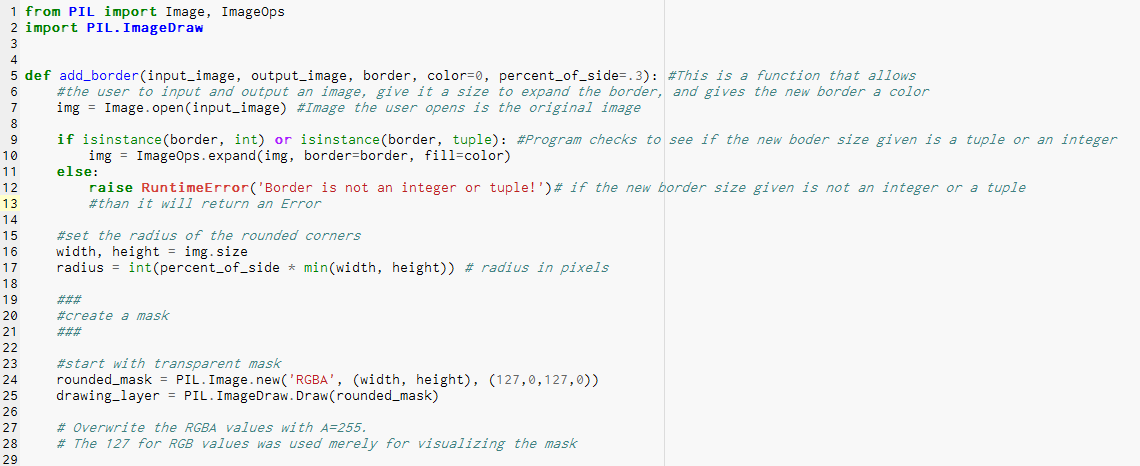 1 from PIL import Image, ImageOps
2 import PIL.ImageDraw
3
4
5 def add_border(input_image, output_image, border, color=0, percent_of_side=.3): #This is a function that allows
6     #the user to input and output an image, give it a size to expand the border, and gives the new border a color
7     img = Image.open(input_image) #Image the user opens is the original image
8
9     if isinstance(border, int) or isinstance(border, tuple): #Program checks to see if the new boder size given is a tuple or an integer
10         img = ImageOps.expand(img, border=border, fill=color)
11     else:
12         raise RuntimeError('Border is not an integer or tuple!')# if the new border size given is not an integer or a tuple
13         #than it will return an Error
14
15     #set the radius of the rounded corners
16     width, height = img.size
17     radius = int(percent_of_side * min(width, height)) # radius in pixels
18
19     ###
20     #create a mask
21     ###
22
23     #start with transparent mask
24     rounded_mask = PIL.Image.new('RGBA', (width, height), (127,0,127,0))
25     drawing_layer = PIL.ImageDraw.Draw(rounded_mask)
26
27     # Overwrite the RGBA values with A=255.
28     # The 127 for RGB values was used merely for visualizing the mask
29